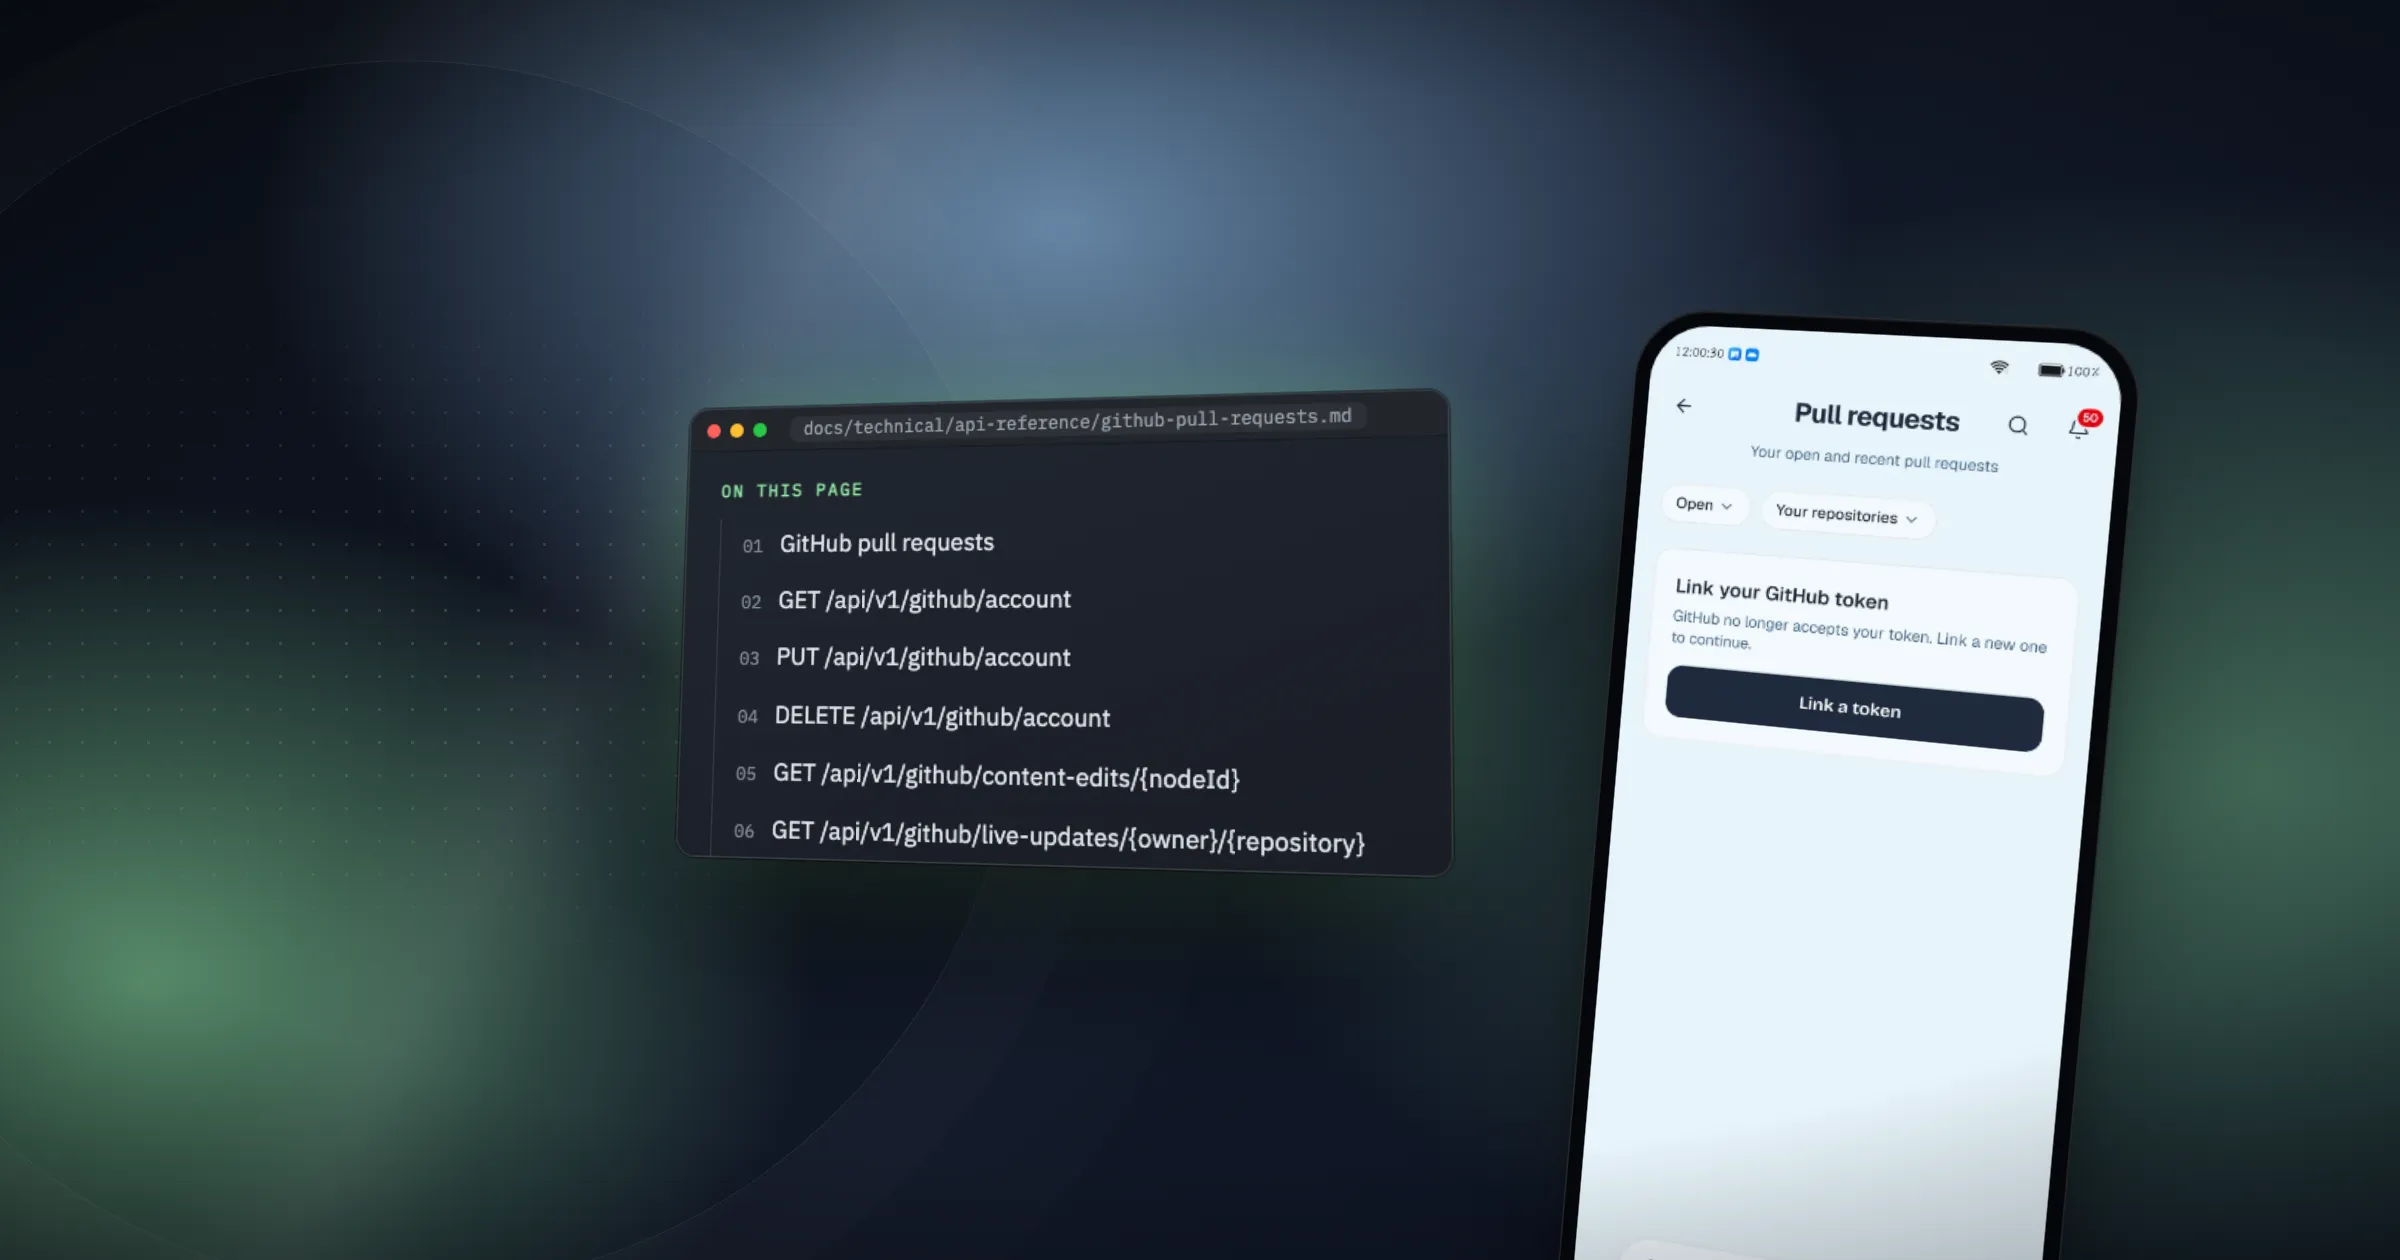 docs/technical/api-reference/github-pull-requests.md
ON THIS PAGE
01 GitHub pull requests
02 GET /api/v1/github/account
03 PUT /api/v1/github/account
04 DELETE /api/v1/github/account
05 GET /api/v1/github/content-edits/{nodeId}
06 GET /api/v1/github/live-updates/{owner}/{repository}
12:00:30
100%
Pull requests
50
Your open and recent pull requests
Open
Your repositories
Link your GitHub token
GitHub no longer accepts your token. Link a new one
to continue.
Link a token